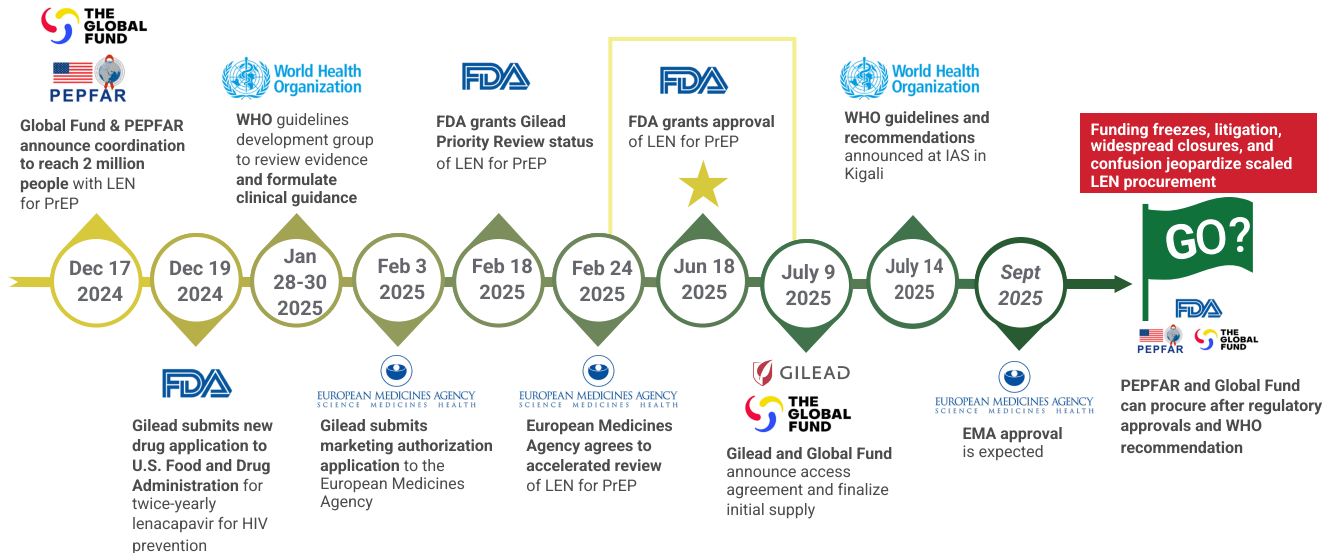 THE
GLOBAL
FUND
PEPFAR
Global Fund & PEPFAR
announce coordination
to reach 2 million
people with LEN
for PrEP
World Health
Organization
WHO guidelines
development group
to review evidence
and formulate
clinical guidance
FDA
FDA grants Gilead
Priority Review status
of LEN for PrEP
FDA
FDA grants approval
of LEN for PrEP
World Health
Organization
WHO guidelines and
recommendations
announced at IAS in
Kigali
Funding freezes, litigation,
widespread closures, and
confusion jeopardize scaled
LEN procurement
GO?
Dec 17
2024
Dec 19
2024
Jan
28-30
2025
Feb 3
2025
Feb 18
2025
Feb 24
2025
Jun 18
2025
July 9
2025
July 14
2025
Sept
2025
FDA
Gilead submits new
drug application to
U.S. Food and Drug
Administration for
twice-yearly
lenacapavir for HIV
prevention
EUROPEAN MEDICINES AGENCY
SCIENCE MEDICINES HEALTH
Gilead submits
marketing authorization
application to the
European Medicines
Agency
EUROPEAN MEDICINES AGENCY
SCIENCE MEDICINES HEALTH
European Medicines
Agency agrees to
accelerated review
of LEN for PrEP
GILEAD
THE
GLOBAL
FUND
Gilead and Global Fund
announce access
agreement and finalize
initial supply
EUROPEAN MEDICINES AGENCY
SCIENCE MEDICINES HEALTH
EMA approval
is expected
FDA
PEPFAR
THE
GLOBAL
FUND
PEPFAR and Global Fund
can procure after regulatory
approvals and WHO
recommendation